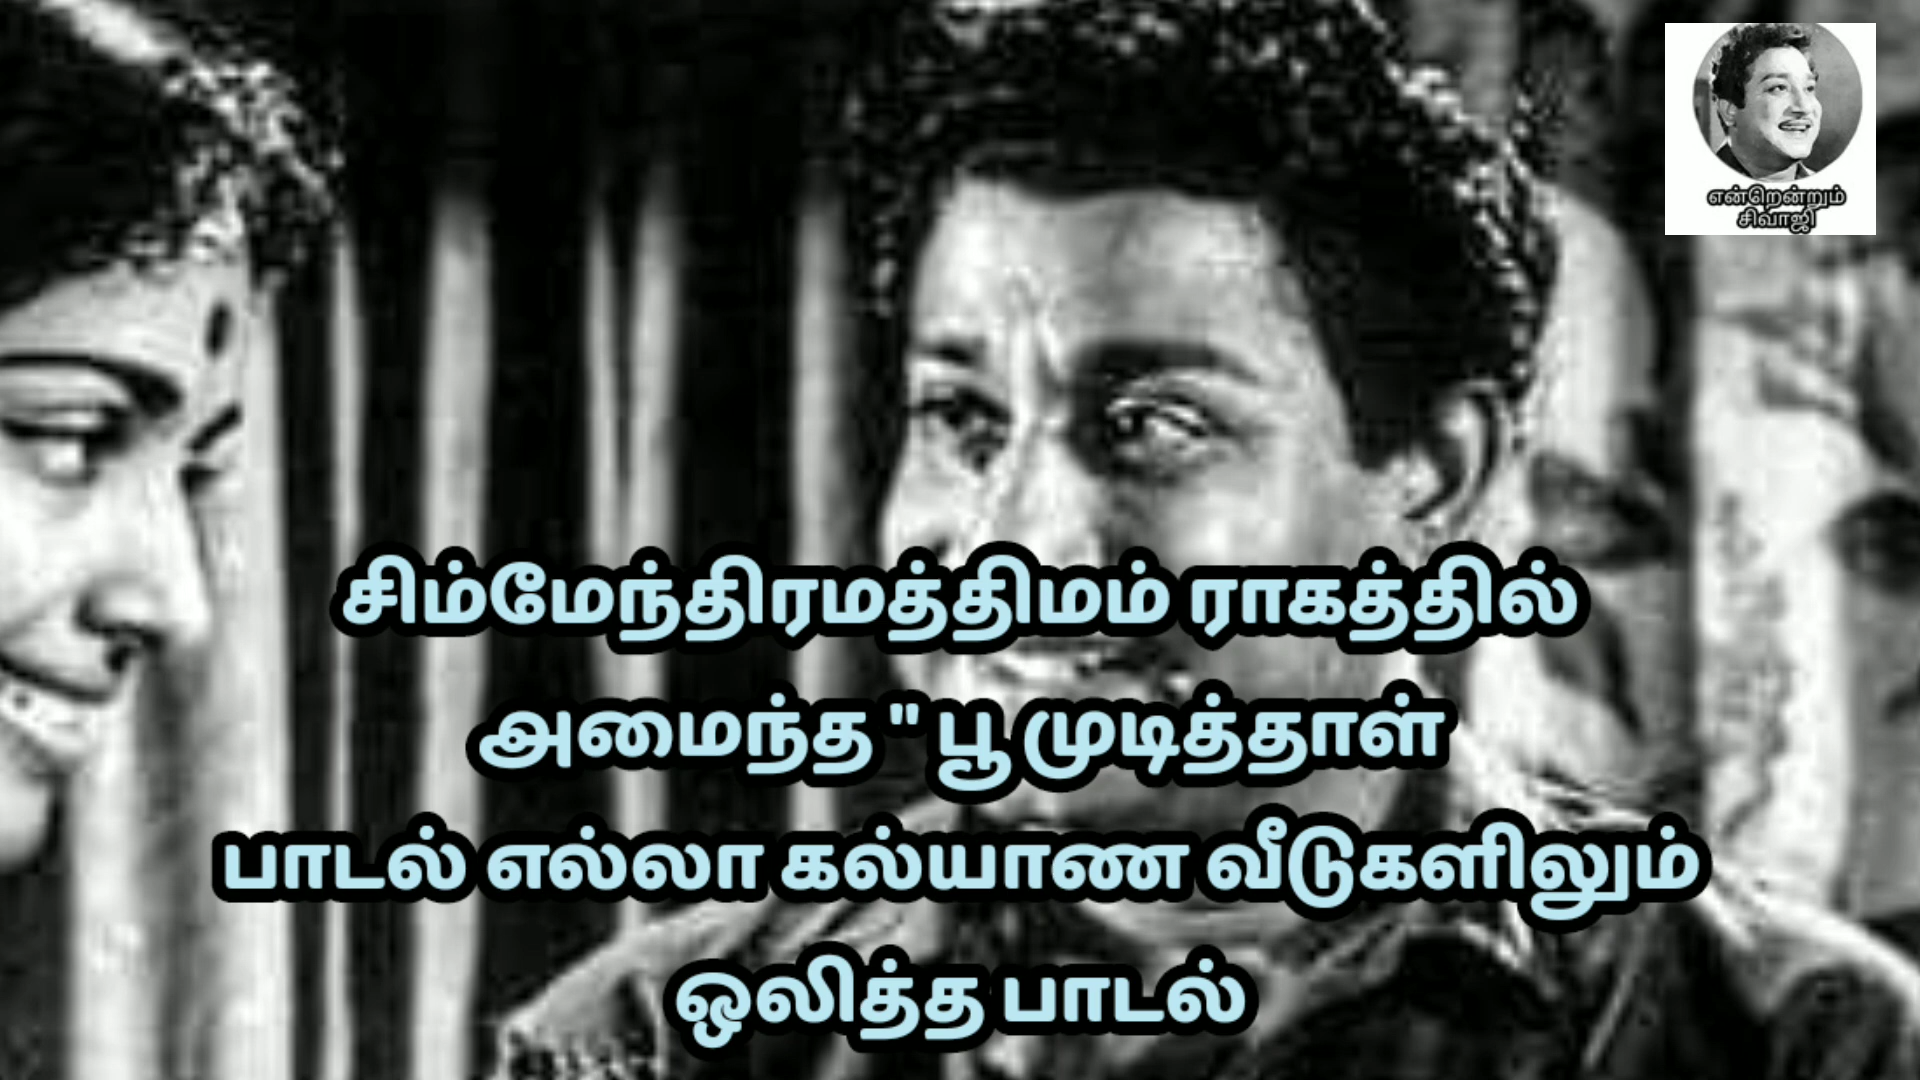 என்றென்றும்
சிவாஜி
சிம்மேந்திரமத்திமம் ராகத்தில்
அமைந்த " பூ முடித்தாள்
பாடல் எல்லா கல்யாண வீடுகளிலும்
ஒலித்த பாடல்